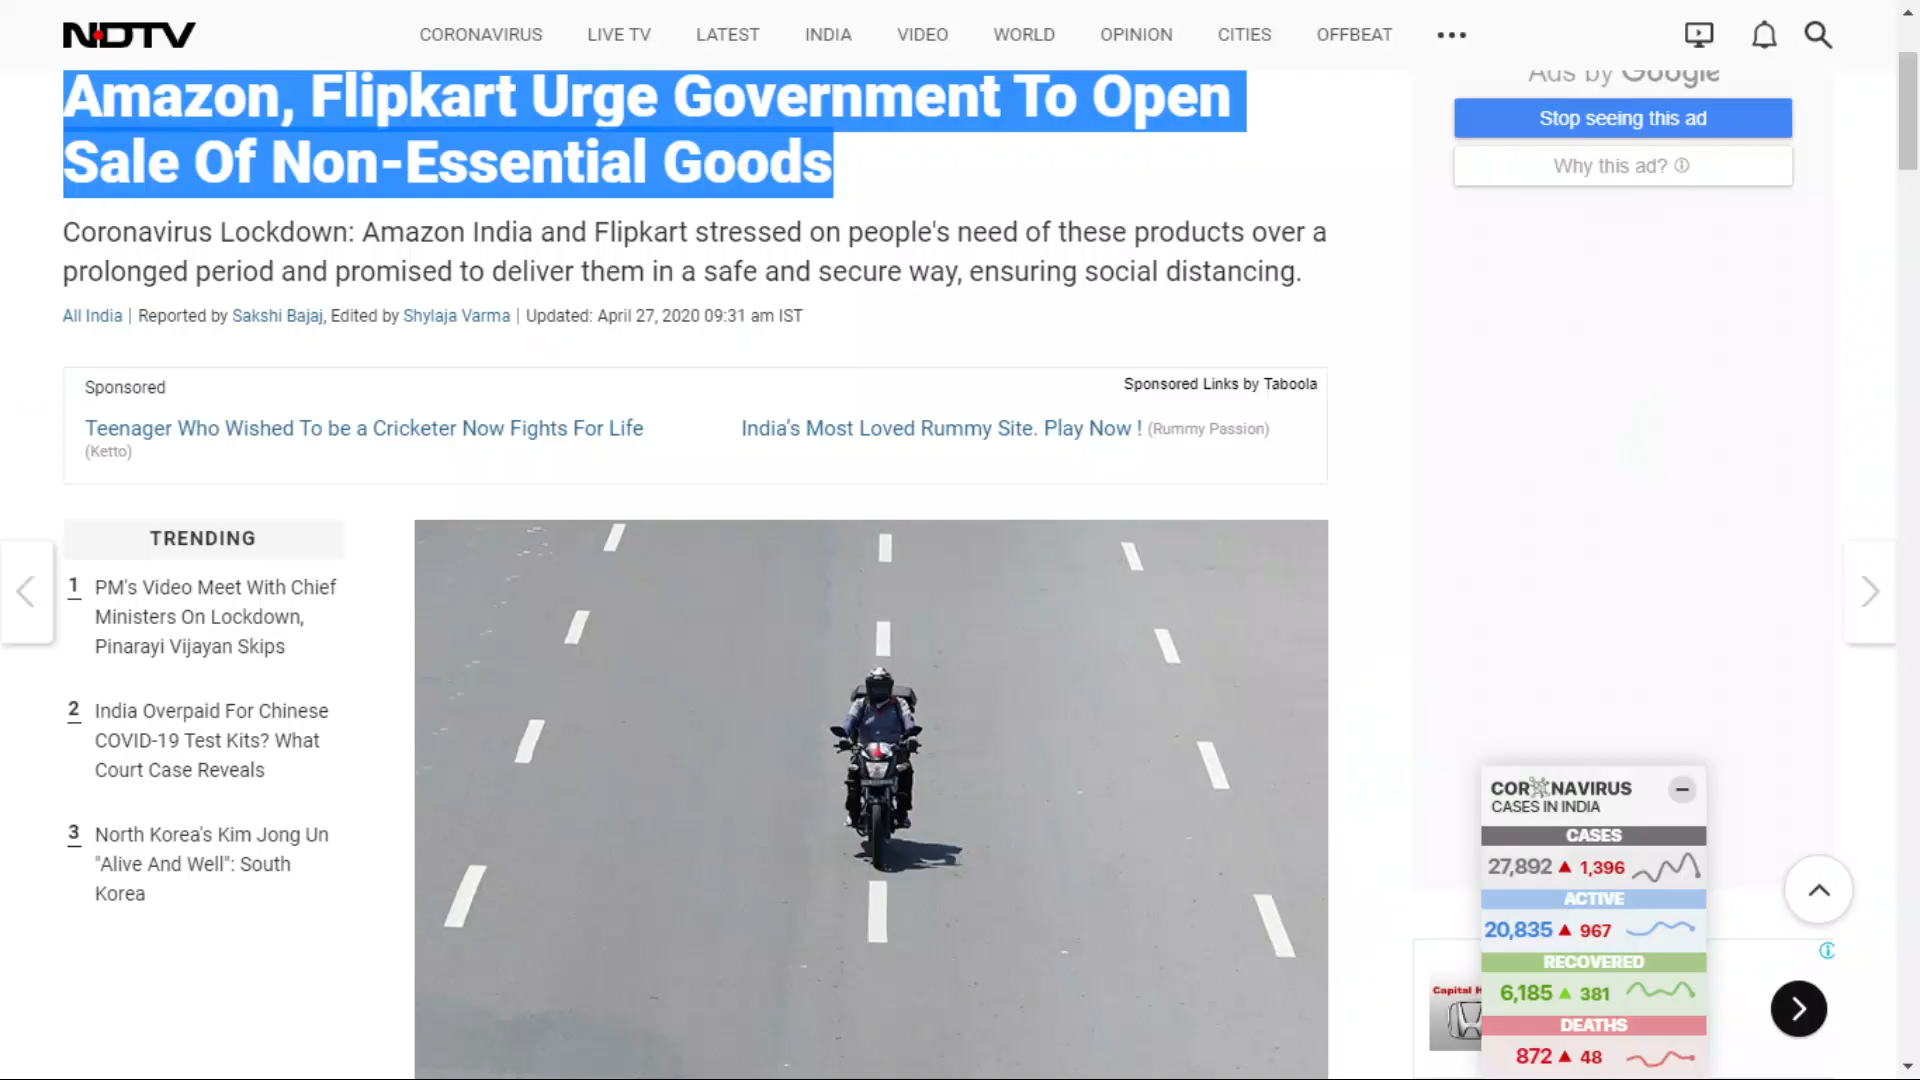 NDTV
CORONAVIRUS LIVE TV LATEST INDIA VIDEO WORLD OPINION CITIES OFFBEAT
Amazon, Flipkart Urge Government To Open
Sale Of Non-Essential Goods
Coronavirus Lockdown: Amazon India and Flipkart stressed on people's need of these products over a
prolonged period and promised to deliver them in a safe and secure way, ensuring social distancing.
All India | Reported by Sakshi Bajaj, Edited by Shylaja Varma | Updated: April 27, 2020 09:31 am IST
Sponsored
Sponsored Links by Taboola
Teenager Who Wished To be a Cricketer Now Fights For Life
(Ketto)
India's Most Loved Rummy Site. Play Now ! (Rummy Passion)
TRENDING
1 PM's Video Meet With Chief
Ministers On Lockdown,
Pinarayi Vijayan Skips
2 India Overpaid For Chinese
COVID-19 Test Kits? What
Court Case Reveals
3 North Korea's Kim Jong Un
"Alive And Well": South
Korea
Ads by Google
Stop seeing this ad
Why this ad?
CORONAVIRUS
CASES IN INDIA
CASES
27,892 ▲ 1,396
ACTIVE
20,835 ▲ 967
RECOVERED
6,185 ▲ 381
DEATHS
872 ▲ 48
Capital H